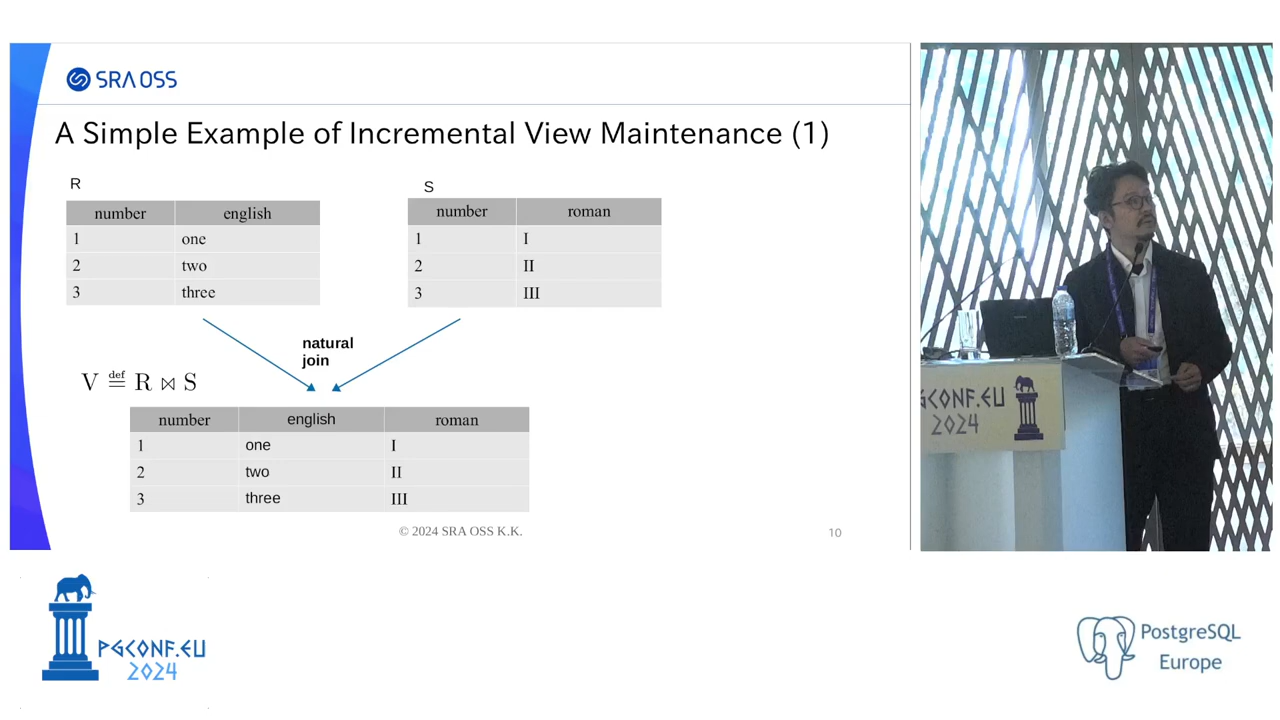 SRA OSS
A Simple Example of Incremental View Maintenance (1)
R
number english
1 one
2 two
3 three
S
number roman
1 I
2 II
3 III
natural
join
V ≝ R ⋈ S
number english roman
1 one I
2 two II
3 three III
© 2024 SRA OSS K.K.
10
PGCONF.EU
2024
PGCONF.EU
2024
PostgreSQL
Europe